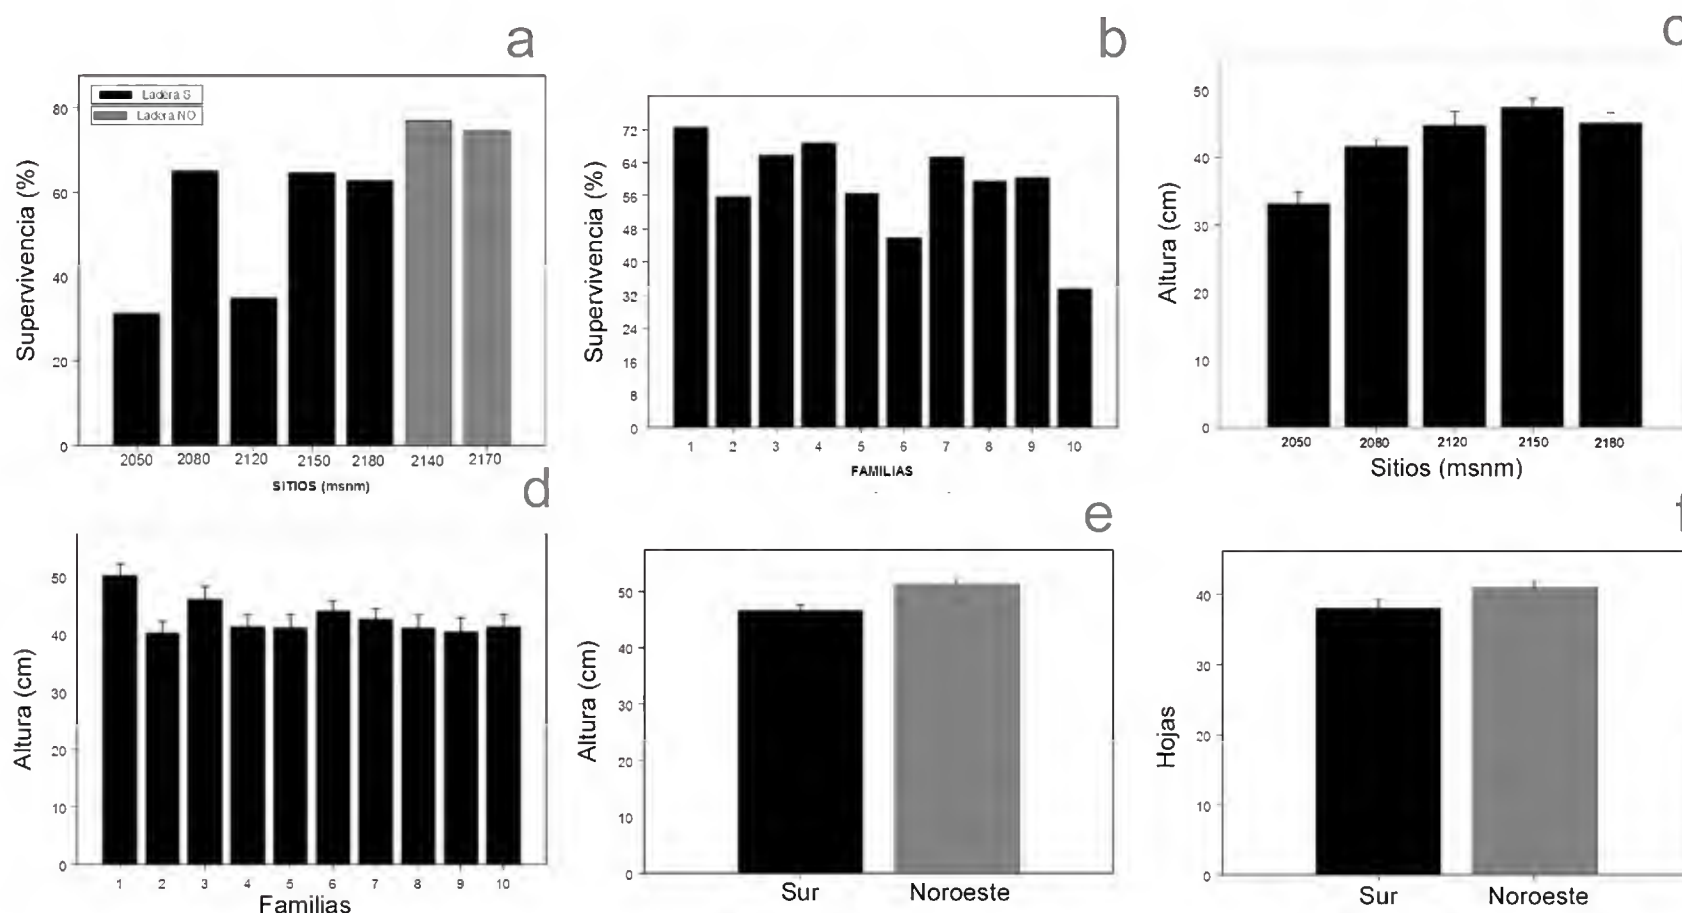 a
Ladera S
Ladera NO
80
60
40
20
0
Supervivencia (%)
2050 2080 2120 2150 2180 2140 2170
SITIOS (msnm)
b
72
64
56
48
40
32
24
16
8
0
Supervivencia (%)
1 2 3 4 5 6 7 8 9 10
FAMILIAS
c
50
40
30
20
10
0
Altura (cm)
2050 2080 2120 2150 2180
Sitios (msnm)
d
50
40
30
20
10
0
Altura (cm)
1 2 3 4 5 6 7 8 9 10
Familias
e
50
40
30
20
10
0
Altura (cm)
Sur Noroeste
f
40
30
20
10
0
Hojas
Sur Noroeste